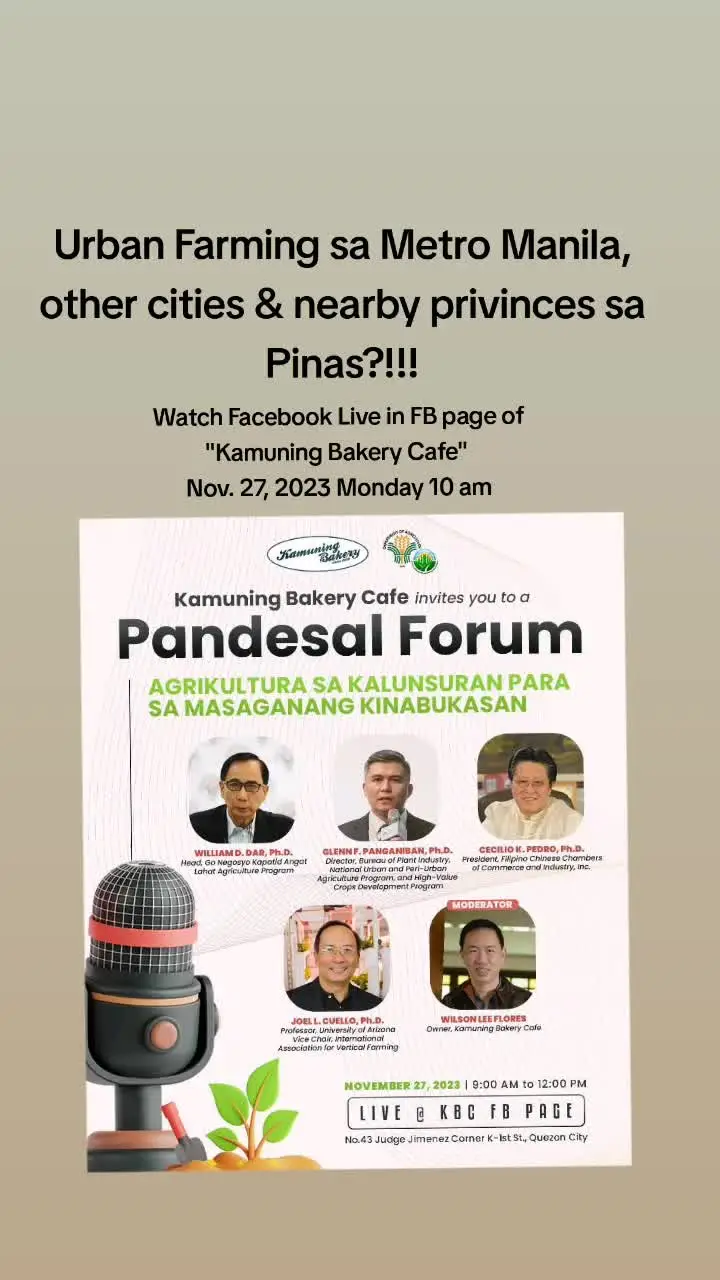 Urban Farming sa Metro Manila,
other cities & nearby privinces sa
Pinas?!!!
Watch Facebook Live in FB page of
"Kamuning Bakery Cafe"
Nov. 27, 2023 Monday 10 am
Kamuning
Bakery
Kamuning Bakery Cafe invites you to a
Pandesal Forum
AGRIKULTURA SA KALUNSURAN PARA
SA MASAGANANG KINABUKASAN
WILLIAM D. DAR, Ph.D.
Head, Go Negosyo Kapatid Angat
Lahat Agriculture Program
GLENN F. PANGANIBAN, Ph.D.
Director, Bureau of Plant Industry,
National Urban and Peri-Urban
Agriculture Program, and High-Value
Crops Development Program
CECILIO K. PEDRO, Ph.D.
President, Filipino Chinese Chambers
of Commerce and Industry, Inc.
JOEL L. CUELLO, Ph.D.
Professor, University of Arizona
Vice Chair, International
Association for Vertical Farming
MODERATOR
WILSON LEE FLORES
Owner, Kamuning Bakery Cafe
NOVEMBER 27, 2023 | 9:00 AM to 12:00 PM
LIVE @ KBC FB PAGE
No.43 Judge Jimenez Corner K-1st St., Quezon City